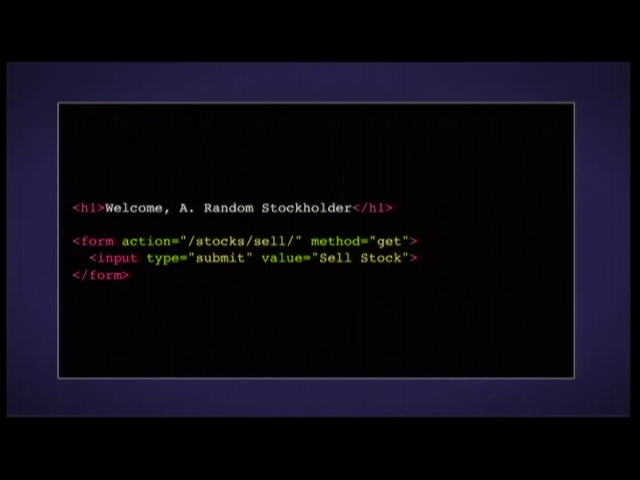 <h1>Welcome, A. Random Stockholder</h1>
<form action="/stocks/sell/" method="get">
<input type="submit" value="Sell Stock">
</form>